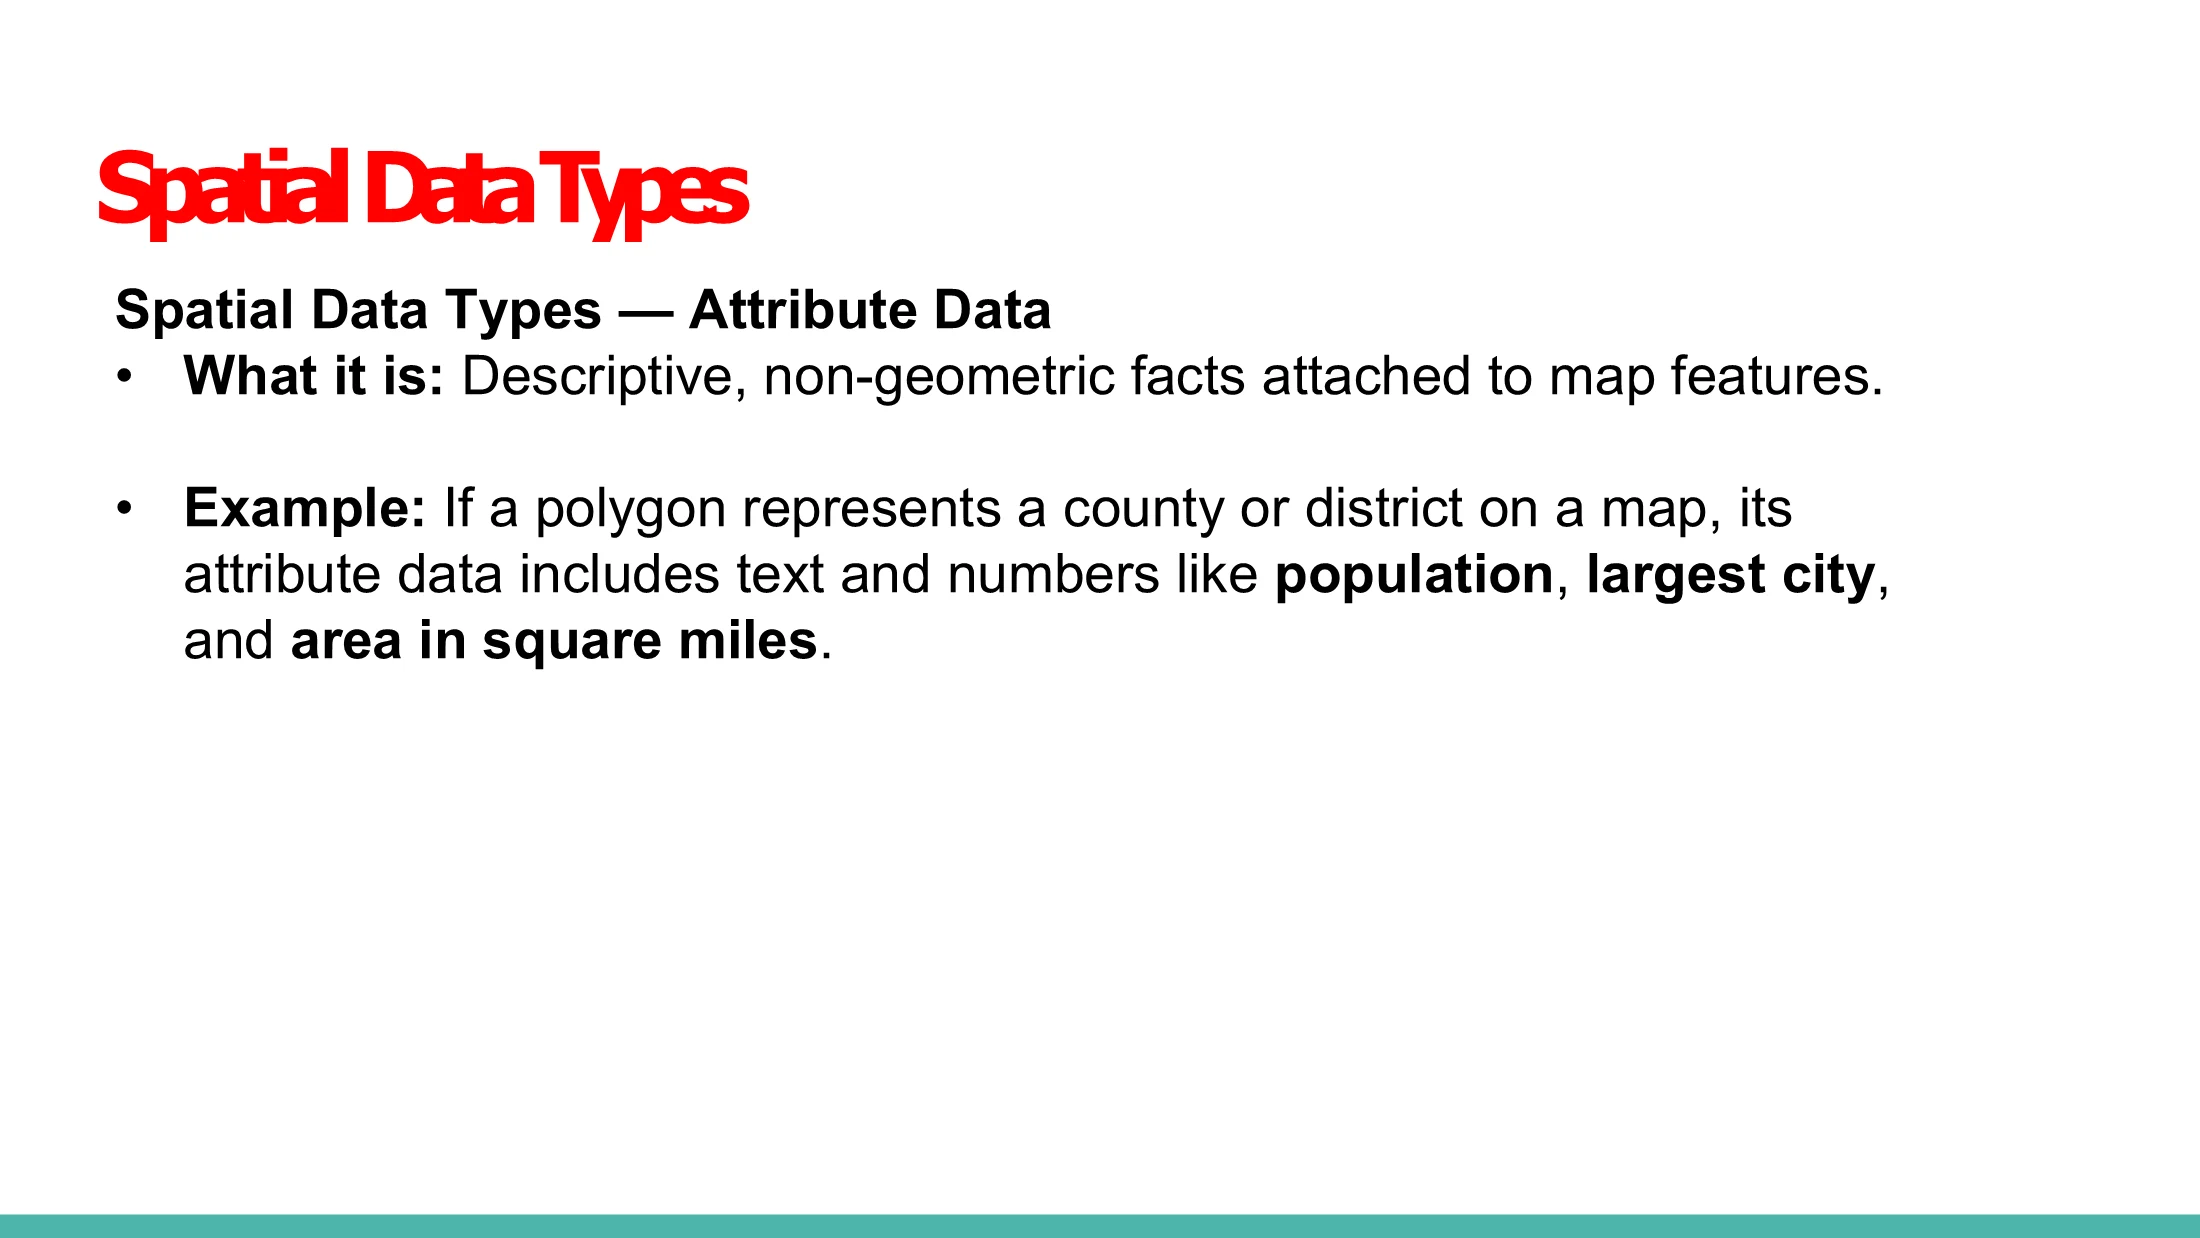 Spatial Data Types
Spatial Data Types — Attribute Data
• What it is: Descriptive, non-geometric facts attached to map features.
• Example: If a polygon represents a county or district on a map, its
attribute data includes text and numbers like population, largest city,
and area in square miles.